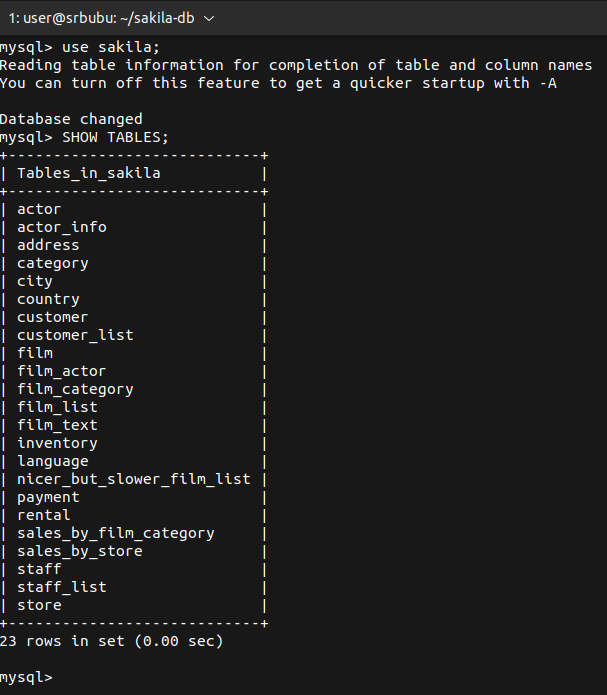 1: user@srbubu: ~/sakila-db
mysql> use sakila;
Reading table information for completion of table and column names
You can turn off this feature to get a quicker startup with -A
Database changed
mysql> SHOW TABLES;
+----------------------------+
| Tables_in_sakila           |
+----------------------------+
| actor                      |
| actor_info                 |
| address                    |
| category                   |
| city                       |
| country                    |
| customer                   |
| customer_list              |
| film                       |
| film_actor                 |
| film_category              |
| film_list                  |
| film_text                  |
| inventory                  |
| language                   |
| nicer_but_slower_film_list |
| payment                    |
| rental                     |
| sales_by_film_category     |
| sales_by_store             |
| staff                      |
| staff_list                 |
| store                      |
+----------------------------+
23 rows in set (0.00 sec)
mysql>